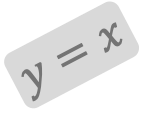 y = x